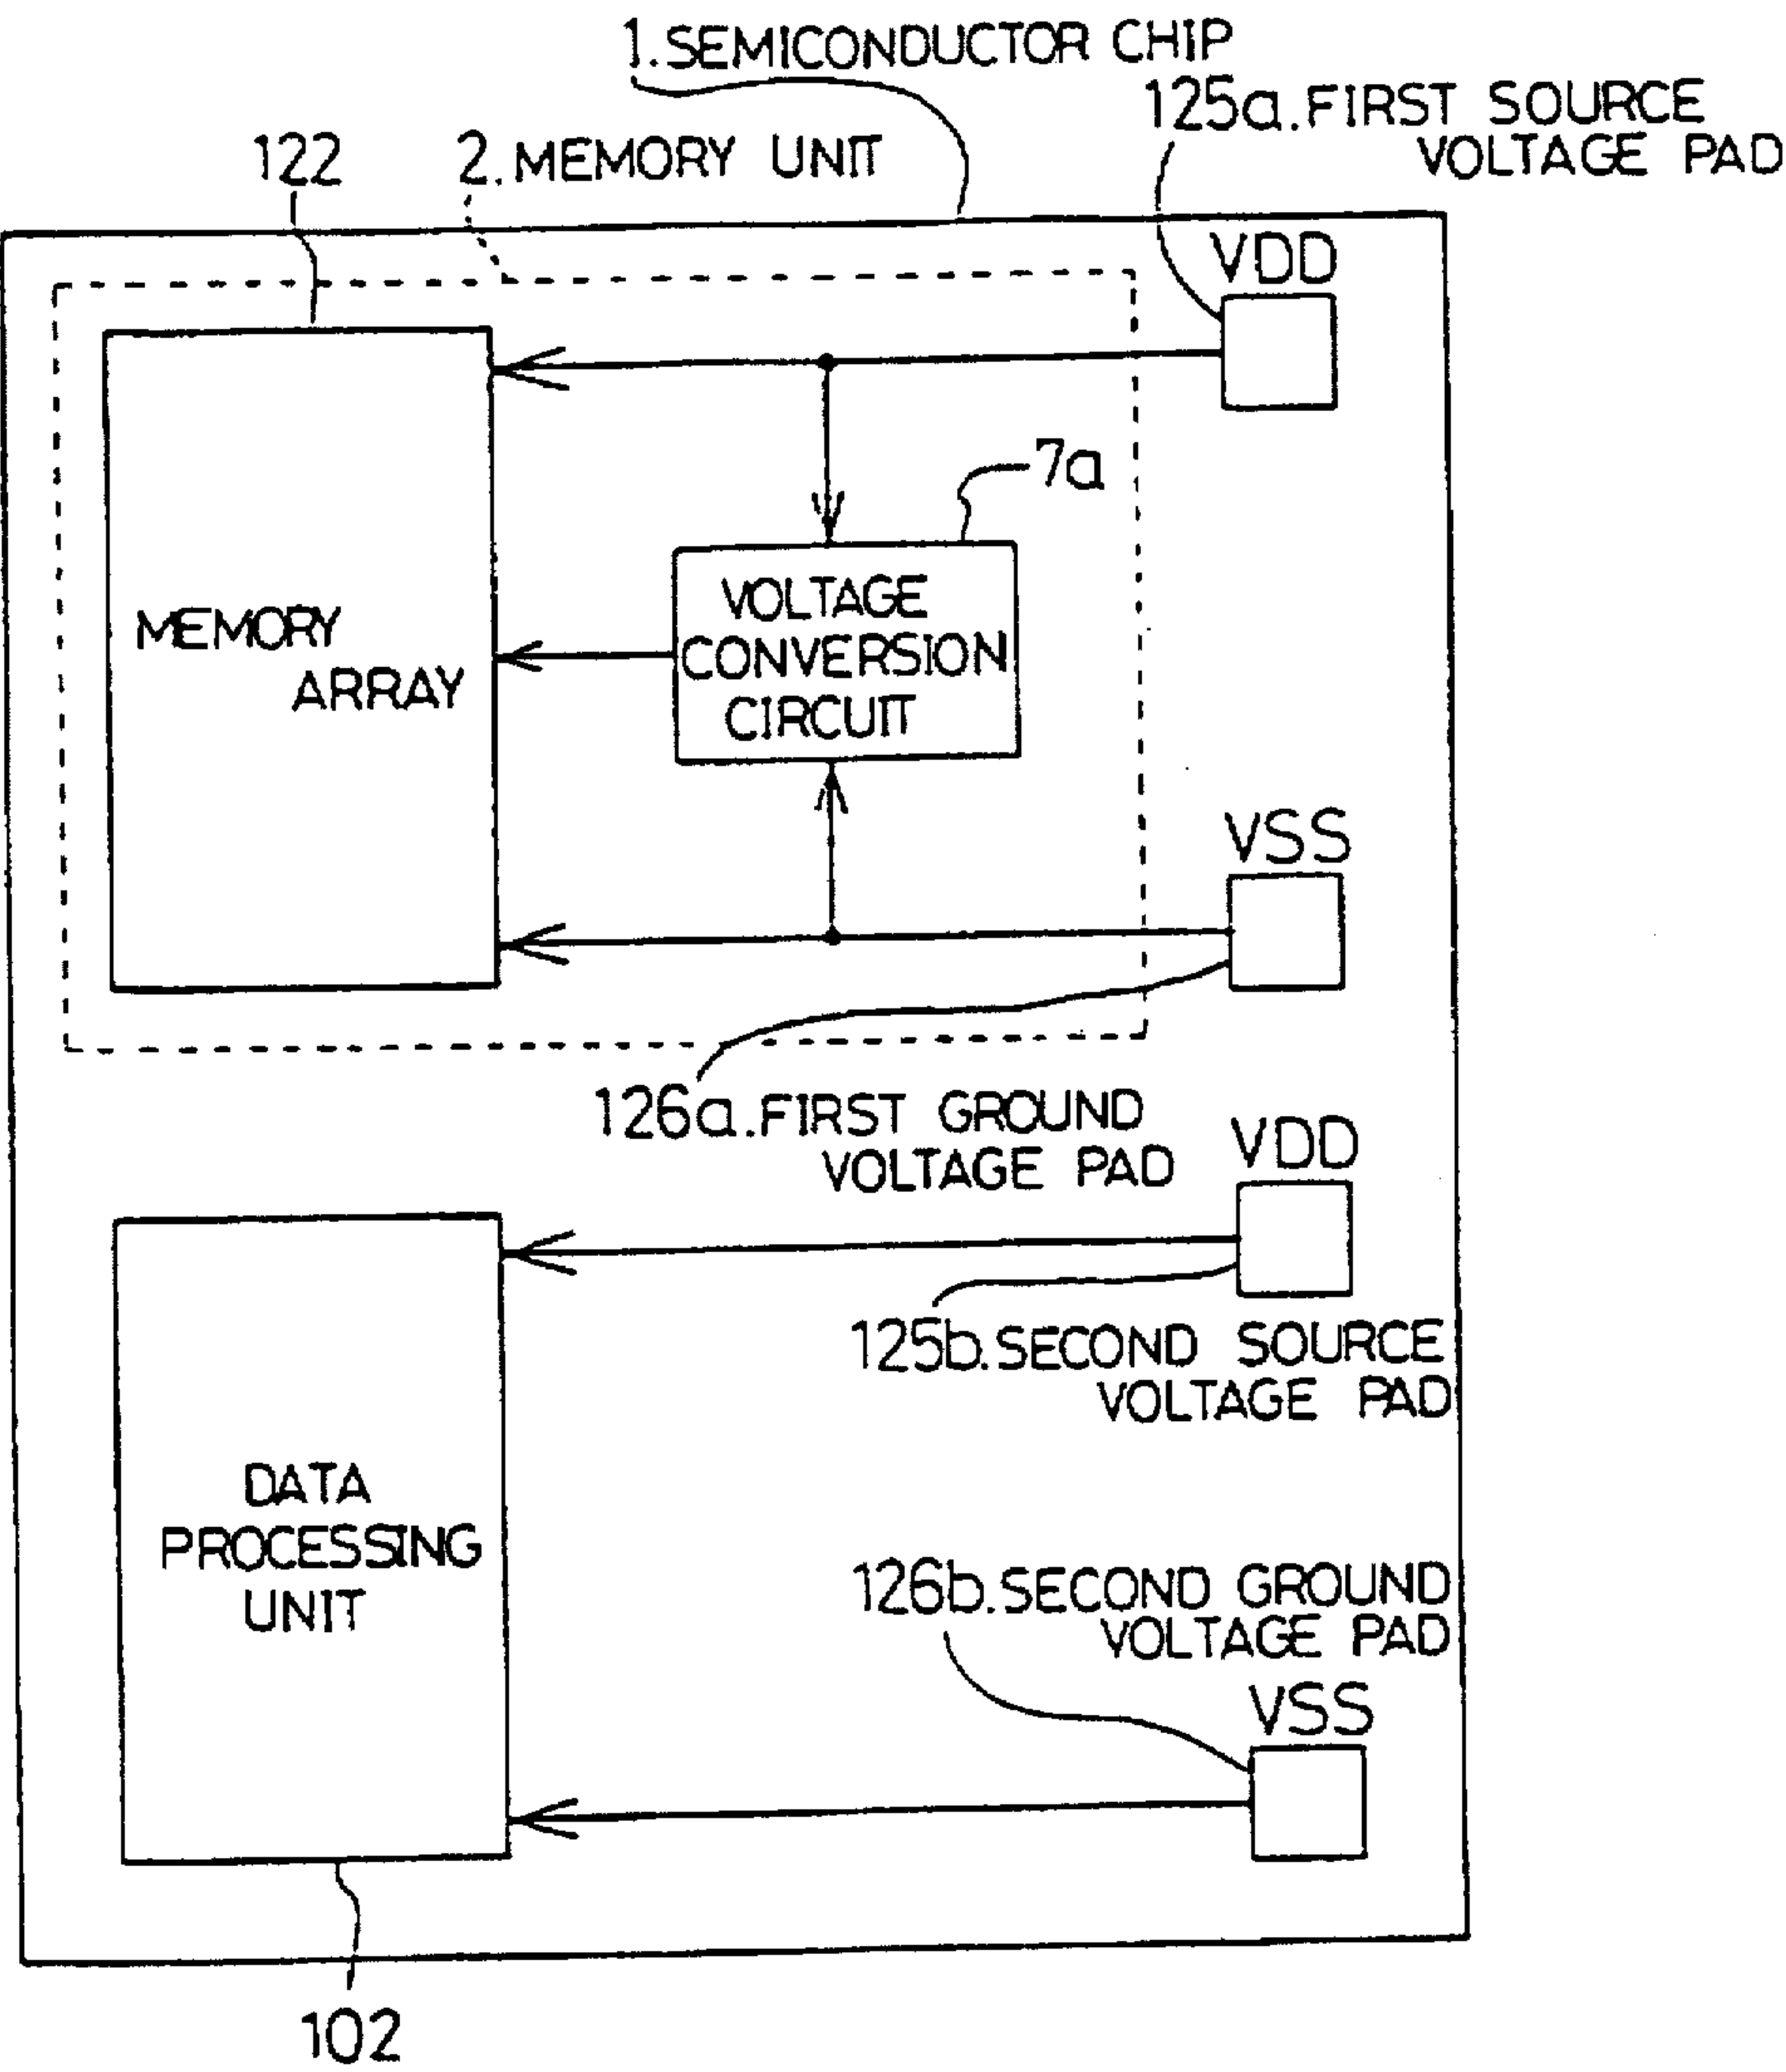 1.SEMICONDUCTOR CHIP
125a.FIRST SOURCE
VOLTAGE PAD
122
2.MEMORY UNIT
VDD
7a
VOLTAGE
CONVERSION
CIRCUIT
MEMORY
ARRAY
VSS
126a.FIRST GROUND
VOLTAGE PAD
VDD
125b.SECOND SOURCE
VOLTAGE PAD
DATA
PROCESSING
UNIT
126b.SECOND GROUND
VOLTAGE PAD
VSS
102